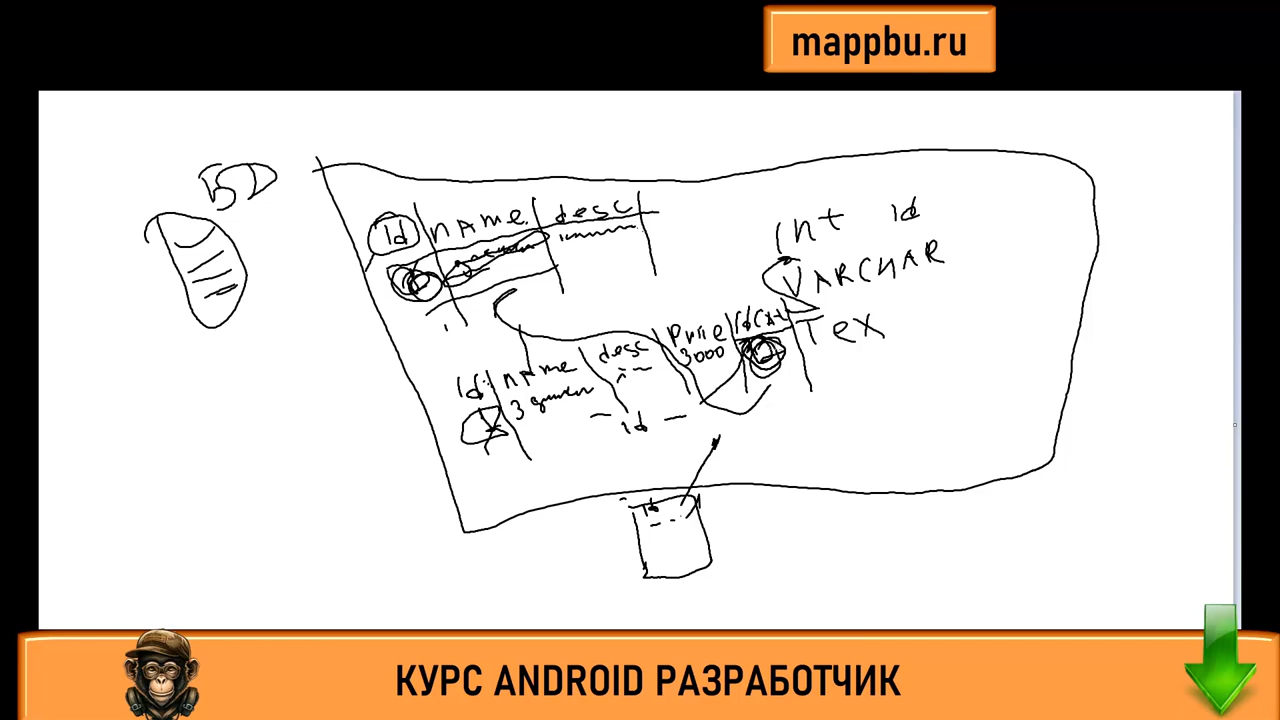 mappbu.ru
БД
id name desc
int id
VARCHAR
Tex
id name desc Price
3000
id
id
КУРС ANDROID РАЗРАБОТЧИК